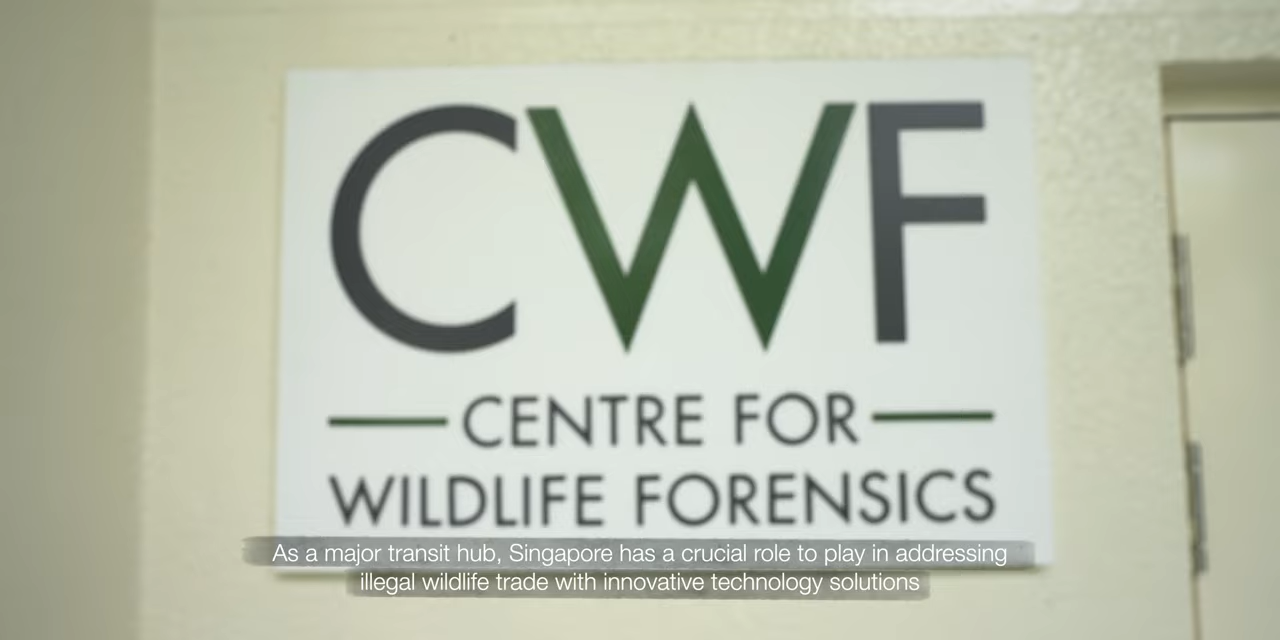 CWF
CENTRE FOR
WILDLIFE FORENSICS
As a major transit hub, Singapore has a crucial role to play in addressing
illegal wildlife trade with innovative technology solutions